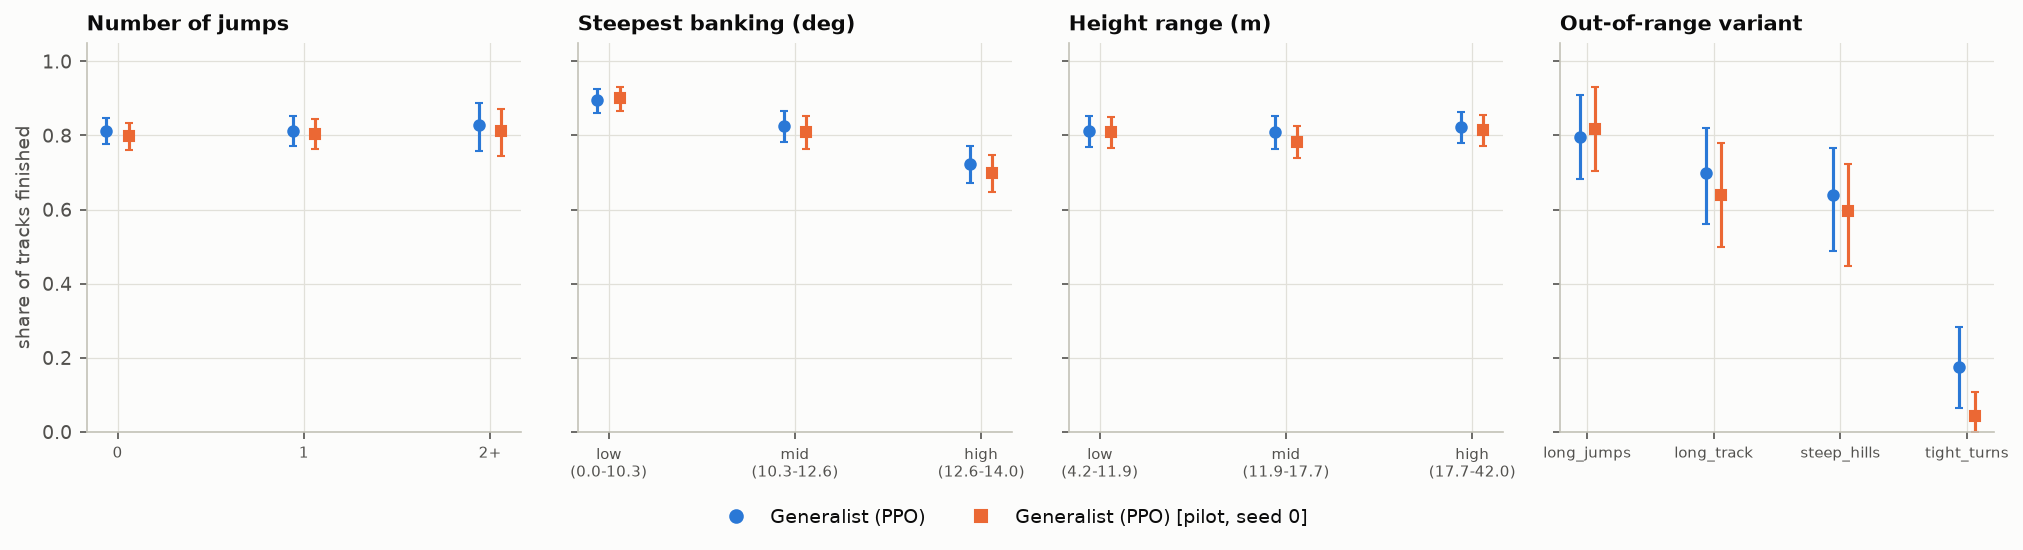 Number of jumps
Steepest banking (deg)
Height range (m)
Out-of-range variant
share of tracks finished
1.0
0.8
0.6
0.4
0.2
0.0
0
1
2+
low
(0.0-10.3)
mid
(10.3-12.6)
high
(12.6-14.0)
low
(4.2-11.9)
mid
(11.9-17.7)
high
(17.7-42.0)
long_jumps
long_track
steep_hills
tight_turns
Generalist (PPO)
Generalist (PPO) [pilot, seed 0]